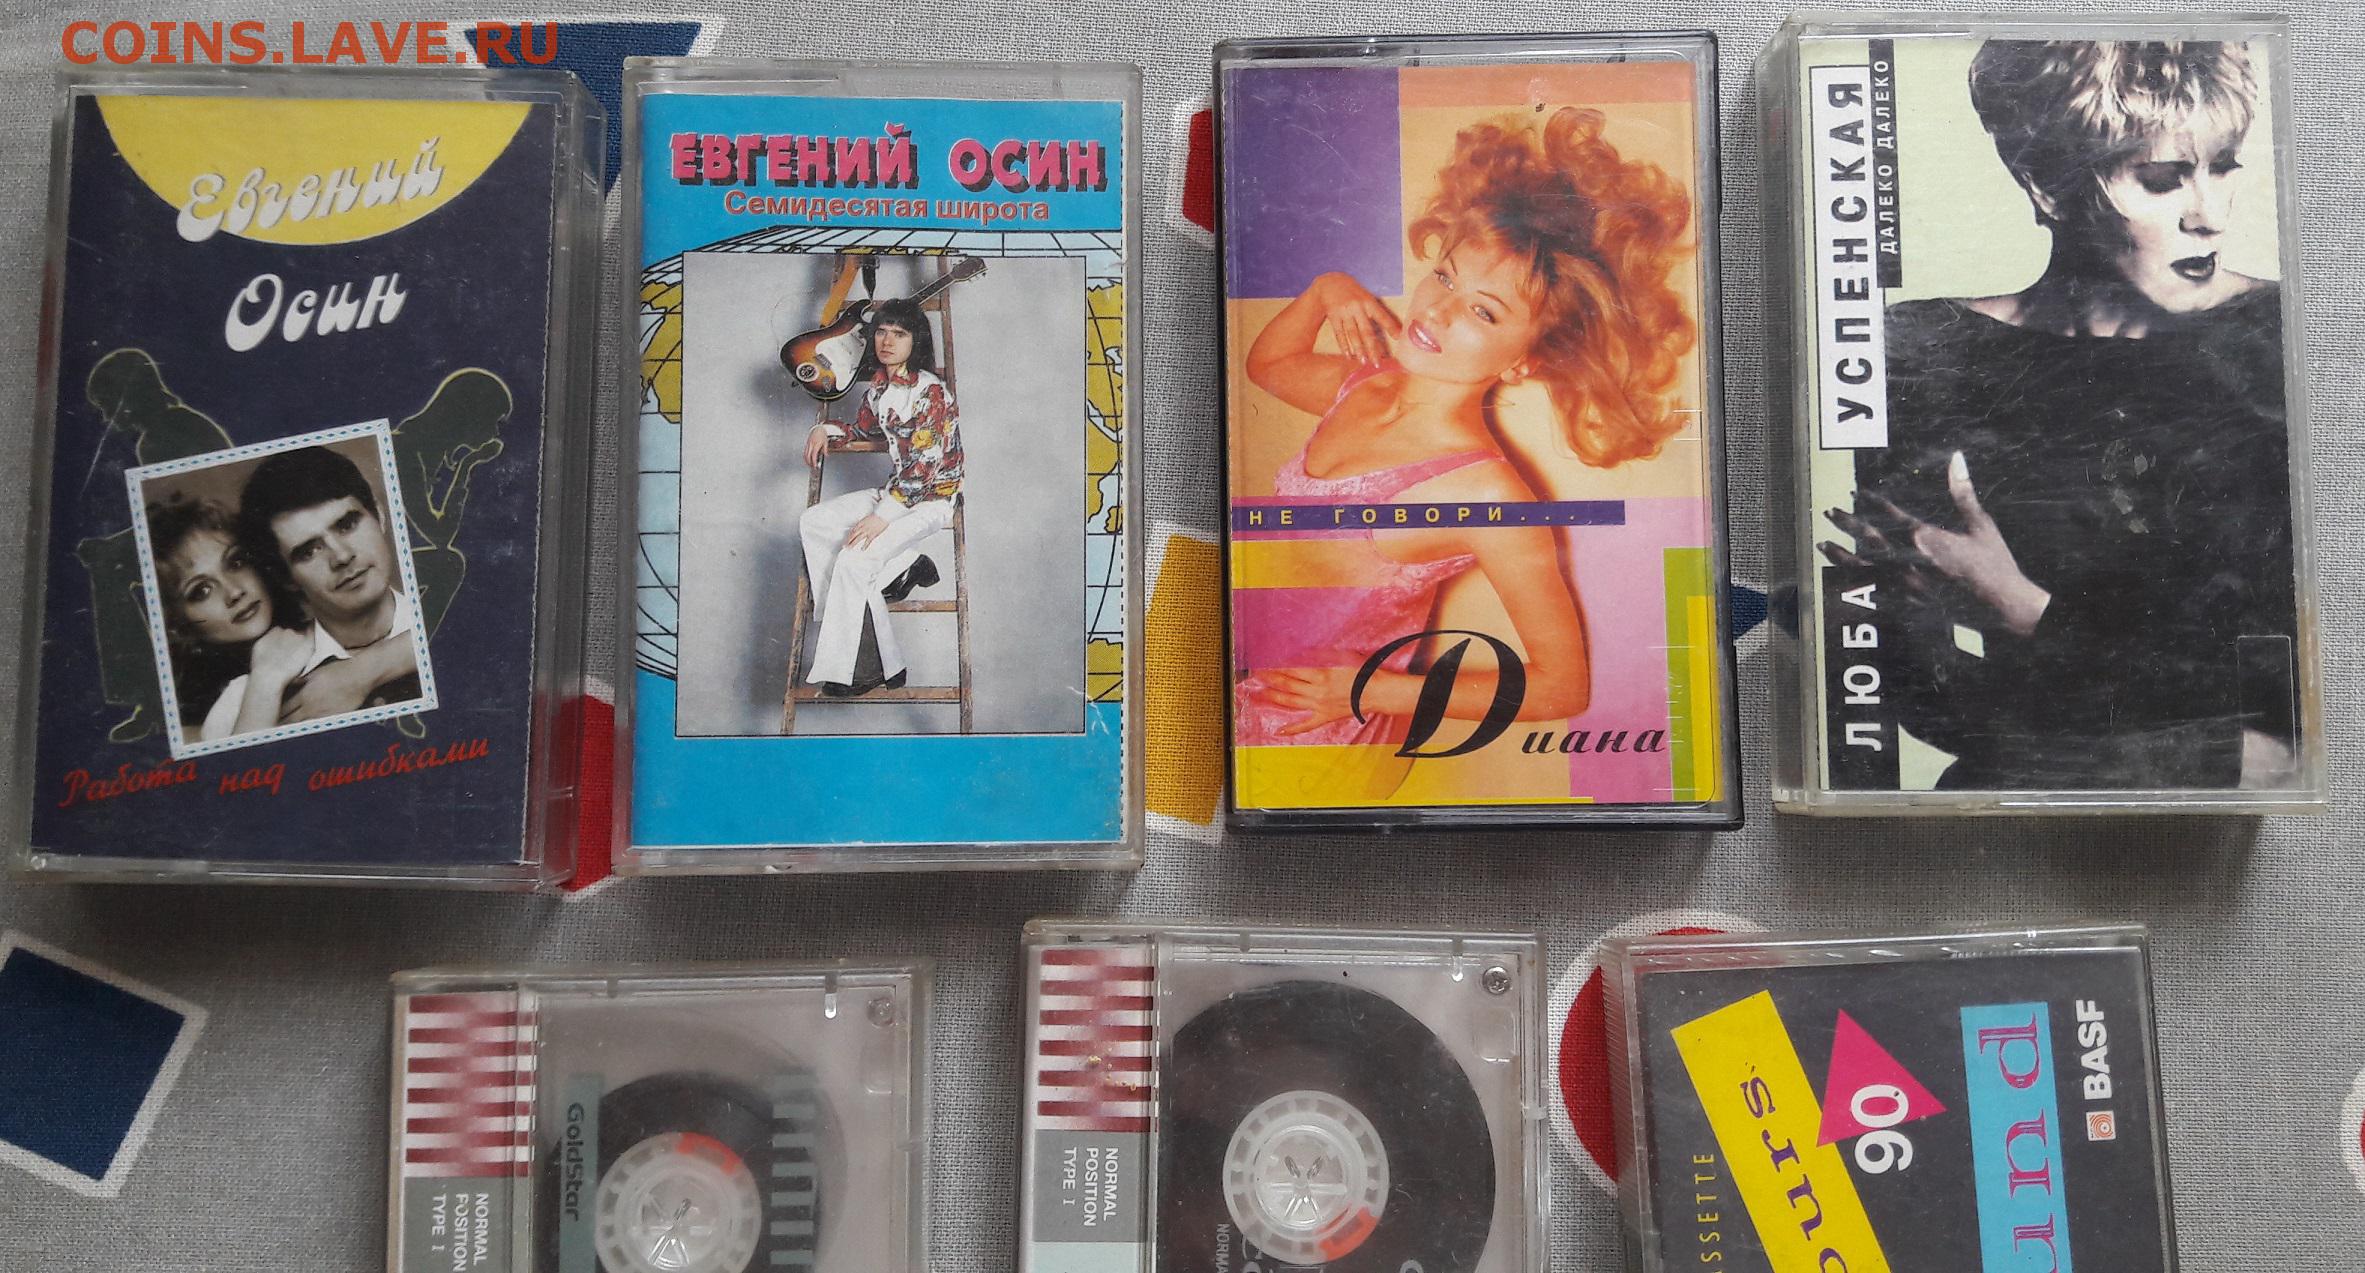 COINS.LAVE.RU
Евгений
Осин
Работа над ошибками
ЕВГЕНИЙ ОСИН
Семидесятая широта
НЕ ГОВОРИ...
Диана
ЛЮБА УСПЕНСКАЯ
ДАЛЕКО ДАЛЕКО
NORMAL
POSITION
TYPE I
GoldStar
NORMAL
POSITION
TYPE I
90
BASF